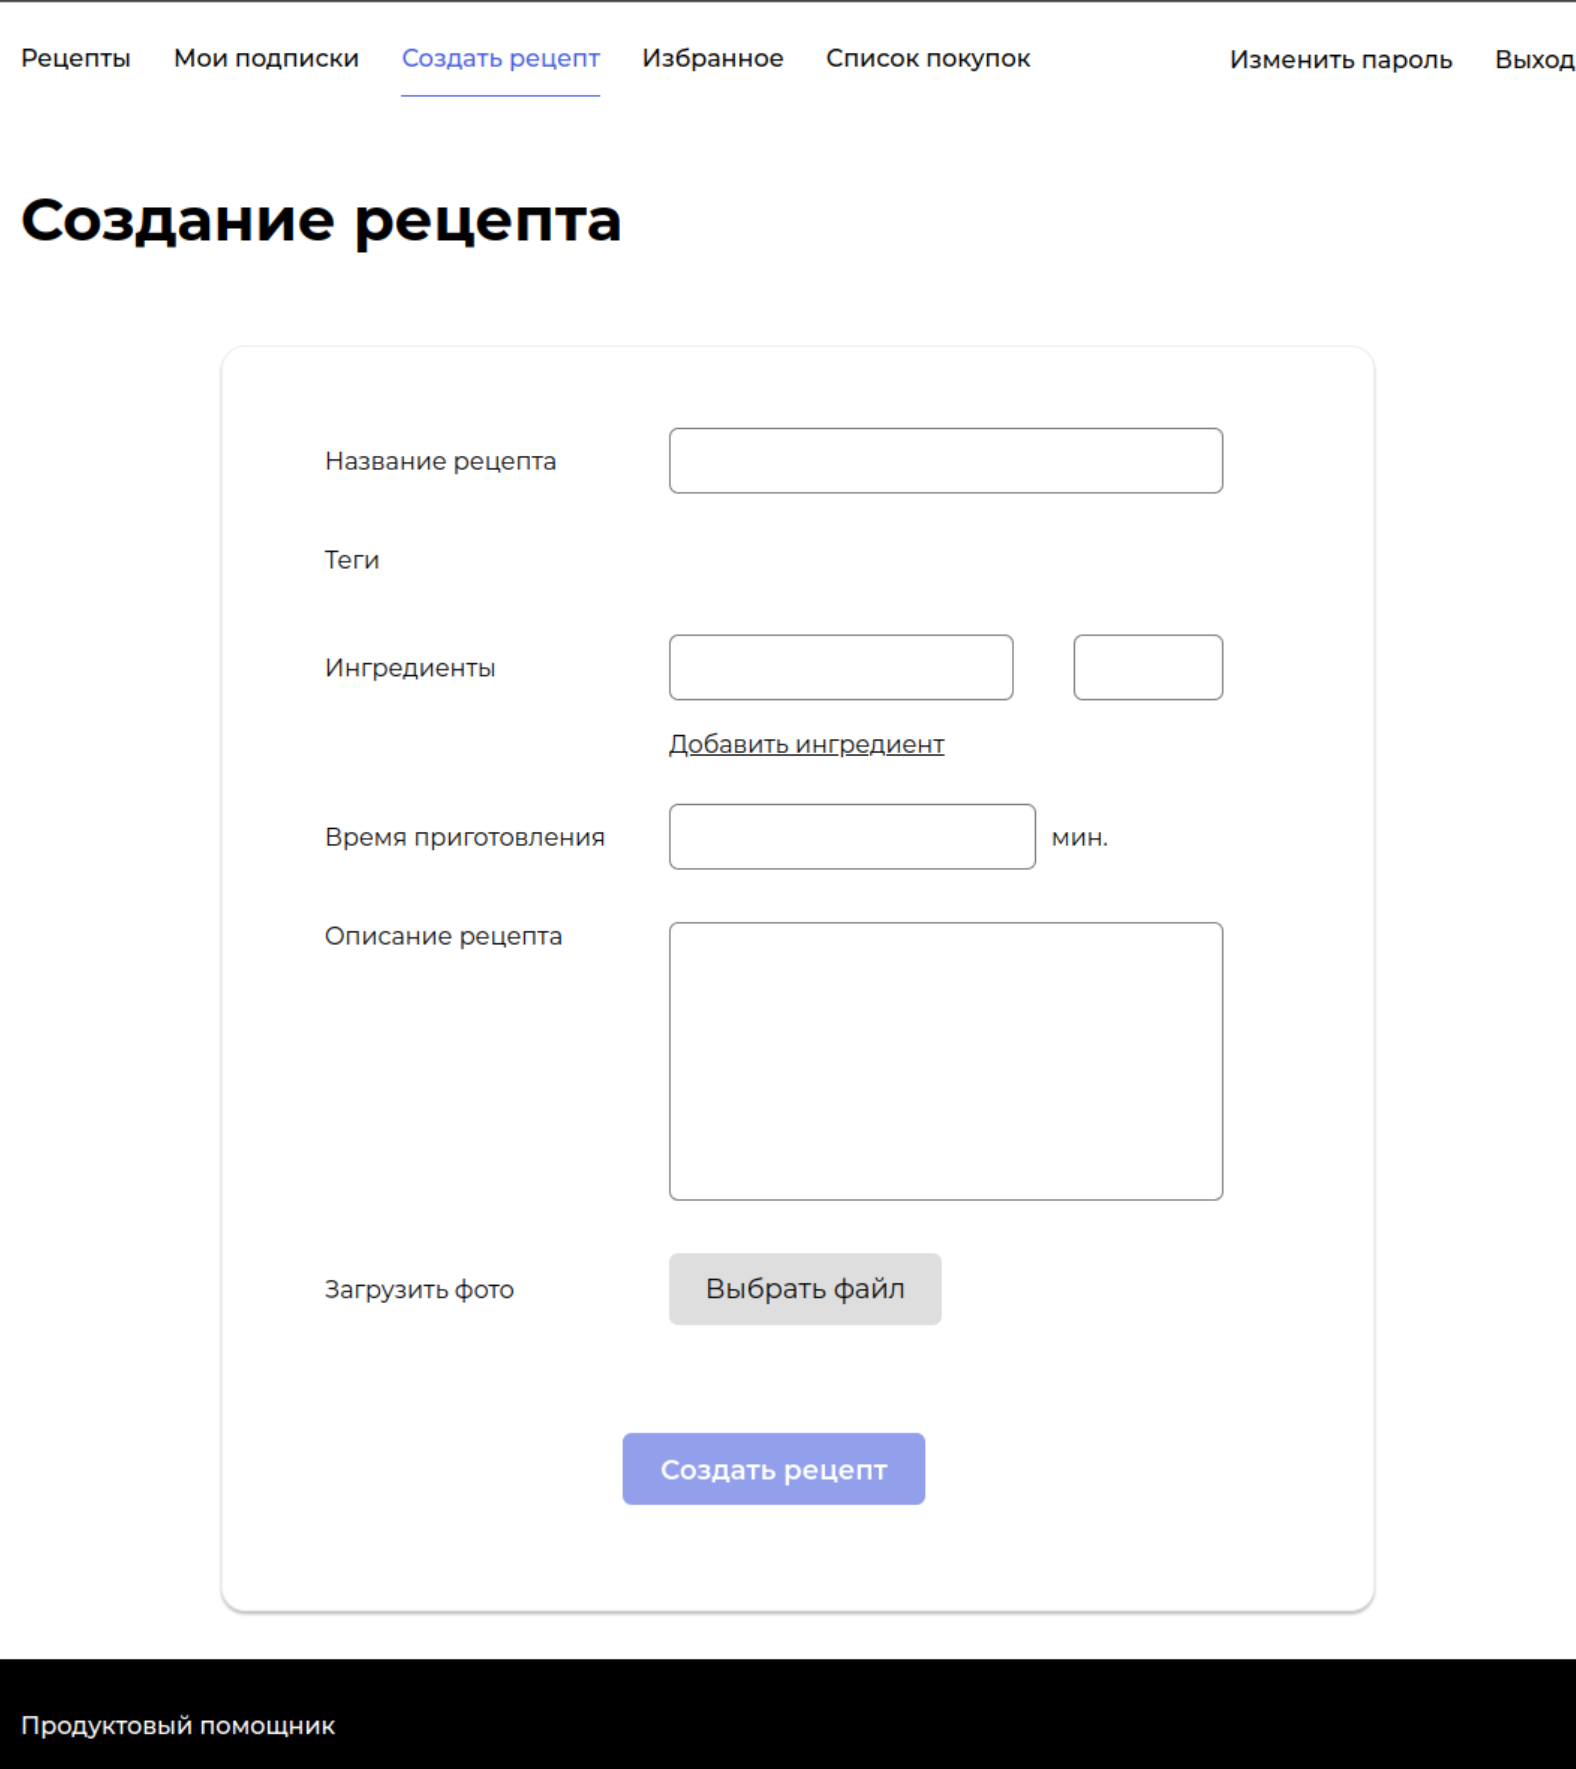 Рецепты Мои подписки Создать рецепт Избранное Список покупок Изменить пароль Выход
Создание рецепта
Название рецепта
Теги
Ингредиенты
Добавить ингредиент
Время приготовления мин.
Описание рецепта
Загрузить фото Выбрать файл
Создать рецепт
Продуктовый помощник